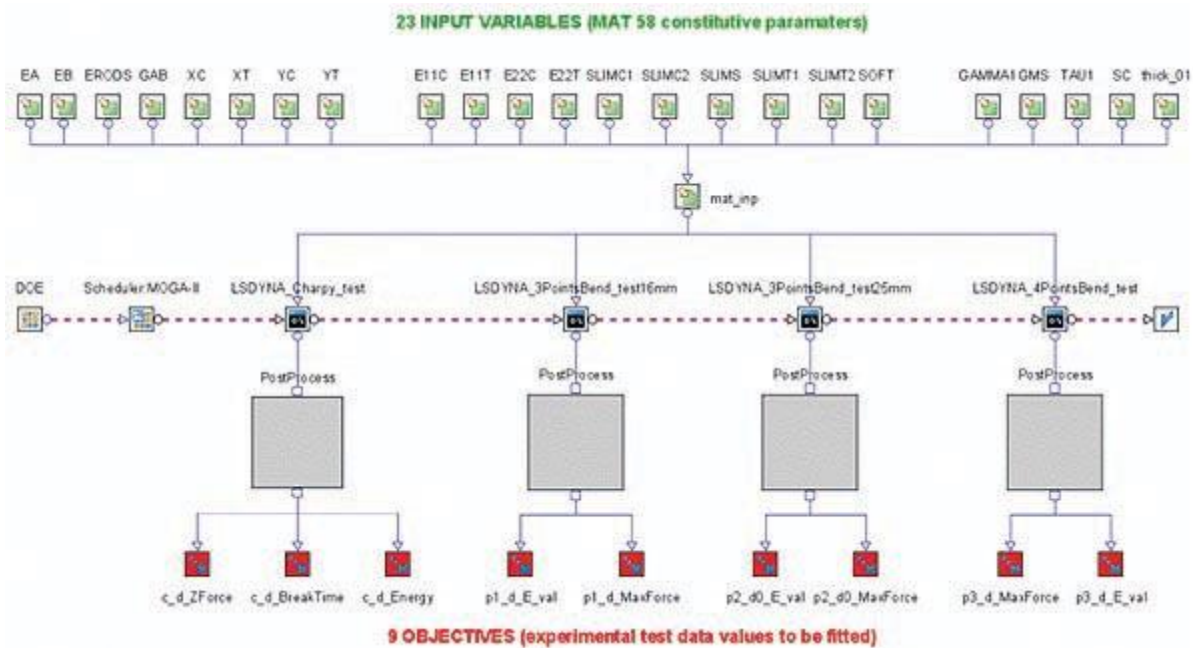 23 INPUT VARIABLES (MAT 58 constitutive paramaters)
EA EB ERODS GAB XC XT YC YT E11C E11T E22C E22T SLIMC1 SLIMC2 SLIMS SLIMT1 SLIMT2 SOFT GAMMA1 GMS TAU1 SC thick_01
mat_inp
DOE Scheduler:MOGA-II LSDYNA_Charpy_test LSDYNA_3PointsBend_test16mm LSDYNA_3PointsBend_test25mm LSDYNA_4PointsBend_test
PostProcess PostProcess PostProcess PostProcess
c_d_ZForce c_d_BreakTime c_d_Energy p1_d_E_val p1_d_MaxForce p2_d0_E_val p2_d0_MaxForce p3_d_MaxForce p3_d_E_val
9 OBJECTIVES (experimental test data values to be fitted)